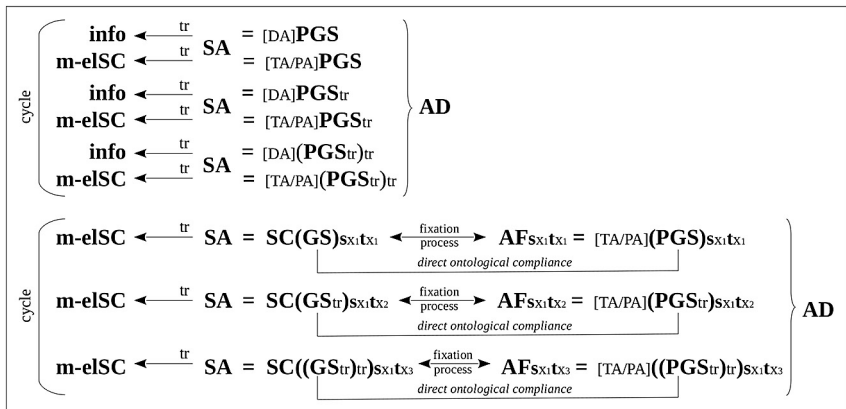 info tr SA = [DA]PGS
m-elSC tr = [TA/PA]PGS
info tr SA = [DA]PGStr
m-elSC tr = [TA/PA]PGStr
info tr SA = [DA](PGStr)tr
m-elSC tr = [TA/PA](PGStr)tr
cycle
AD
m-elSC tr SA = SC(GS)sx1tx1 fixation process AFsx1tx1 = [TA/PA](PGS)sx1tx1
direct ontological compliance
m-elSC tr SA = SC(GStr)sx1tx2 fixation process AFsx1tx2 = [TA/PA](PGStr)sx1tx2
direct ontological compliance
m-elSC tr SA = SC((GStr)tr)sx1tx3 fixation process AFsx1tx3 = [TA/PA]((PGStr)tr)sx1tx3
direct ontological compliance
cycle
AD